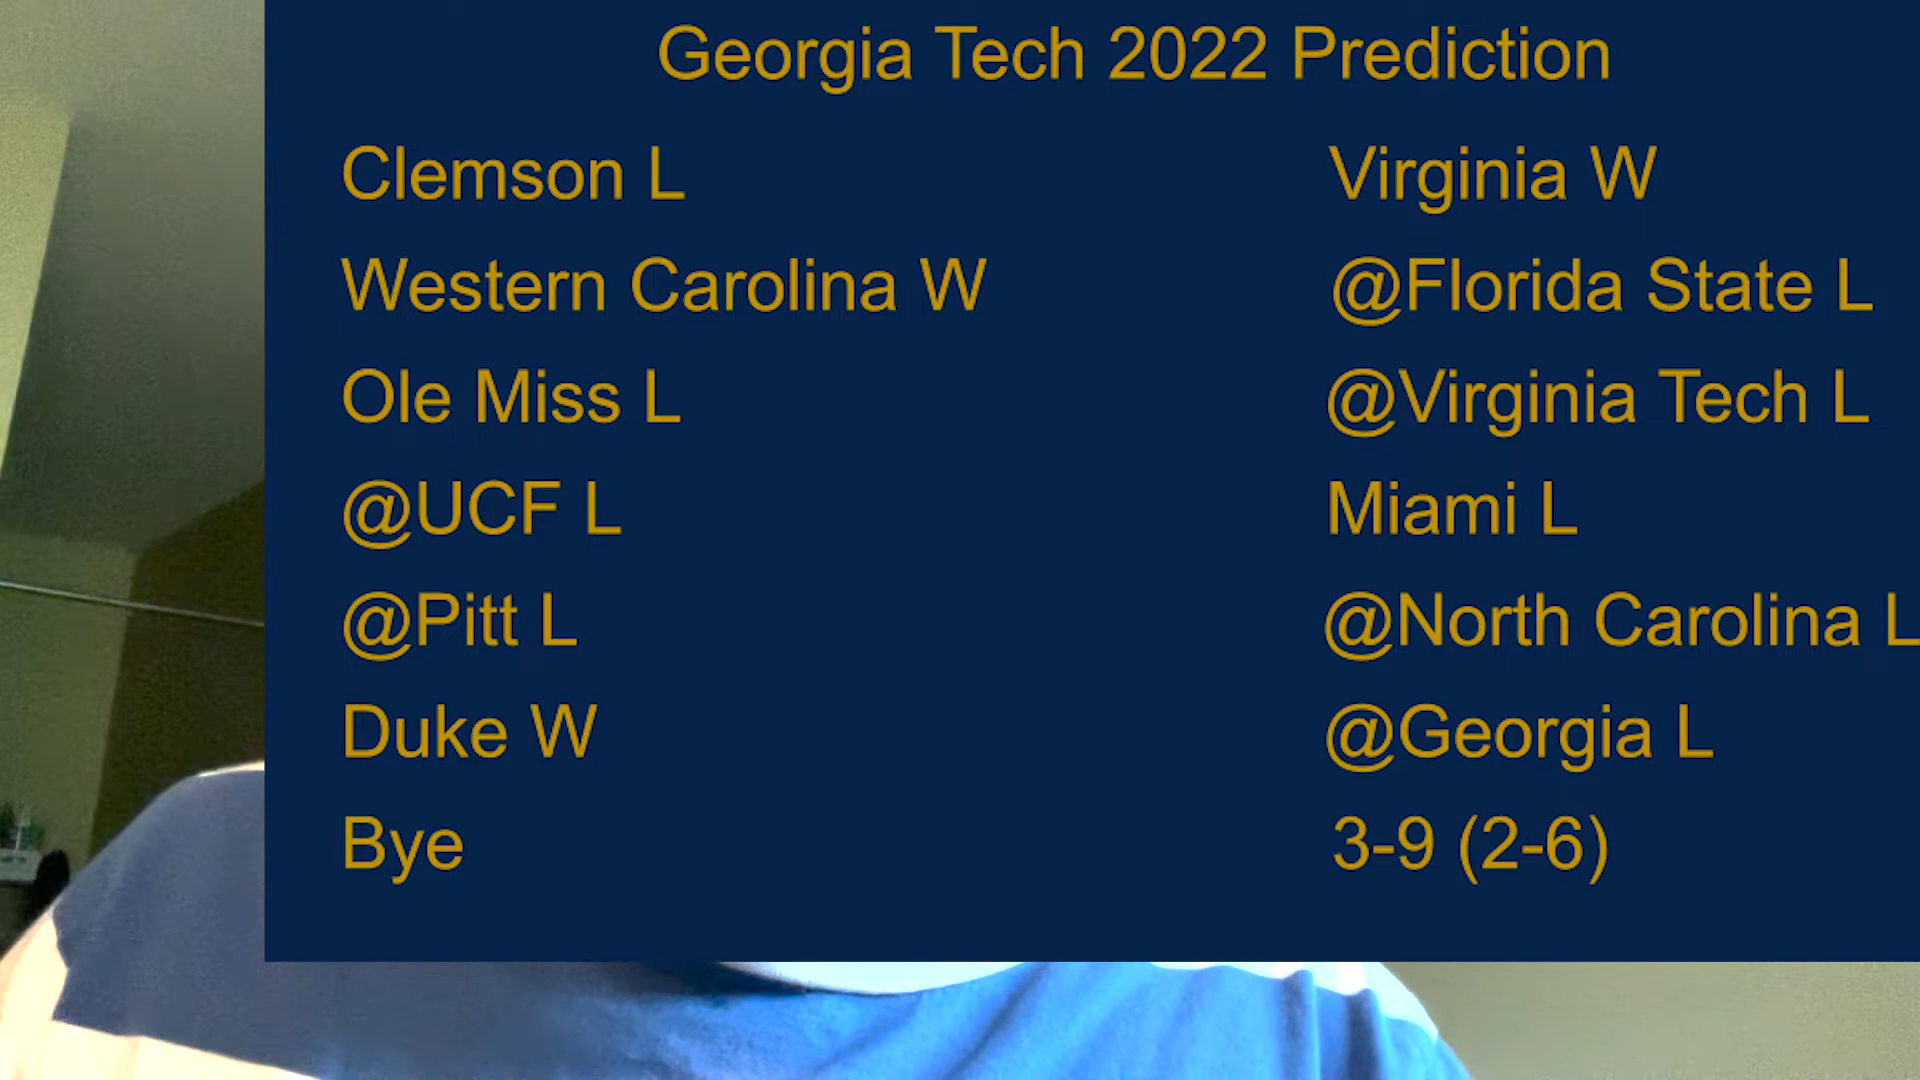 Georgia Tech 2022 Prediction
Clemson L
Western Carolina W
Ole Miss L
@UCF L
@Pitt L
Duke W
Bye
Virginia W
@Florida State L
@Virginia Tech L
Miami L
@North Carolina L
@Georgia L
3-9 (2-6)